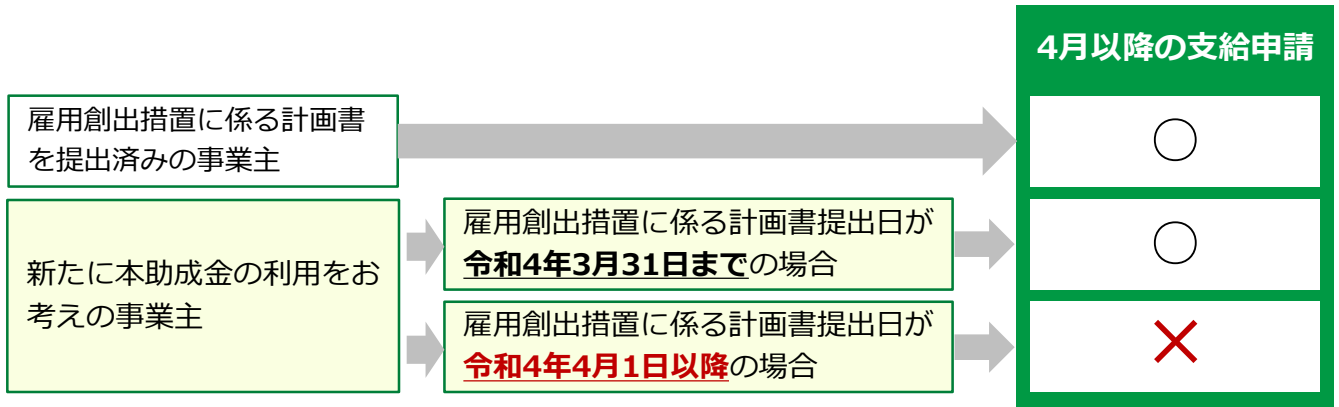 4月以降の支給申請
雇用創出措置に係る計画書
を提出済みの事業主
○
新たに本助成金の利用をお
考えの事業主
雇用創出措置に係る計画書提出日が
令和4年3月31日までの場合
○
雇用創出措置に係る計画書提出日が
令和4年4月1日以降の場合
×